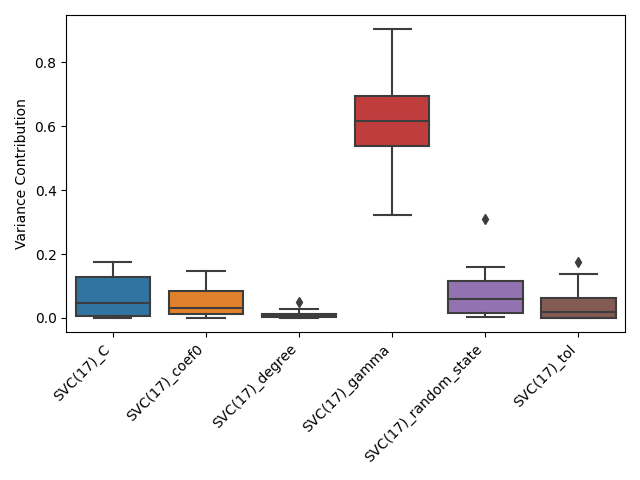 Variance Contribution
0.8
0.6
0.4
0.2
0.0
SVC(17)_C
SVC(17)_coef0
SVC(17)_degree
SVC(17)_gamma
SVC(17)_random_state
SVC(17)_tol